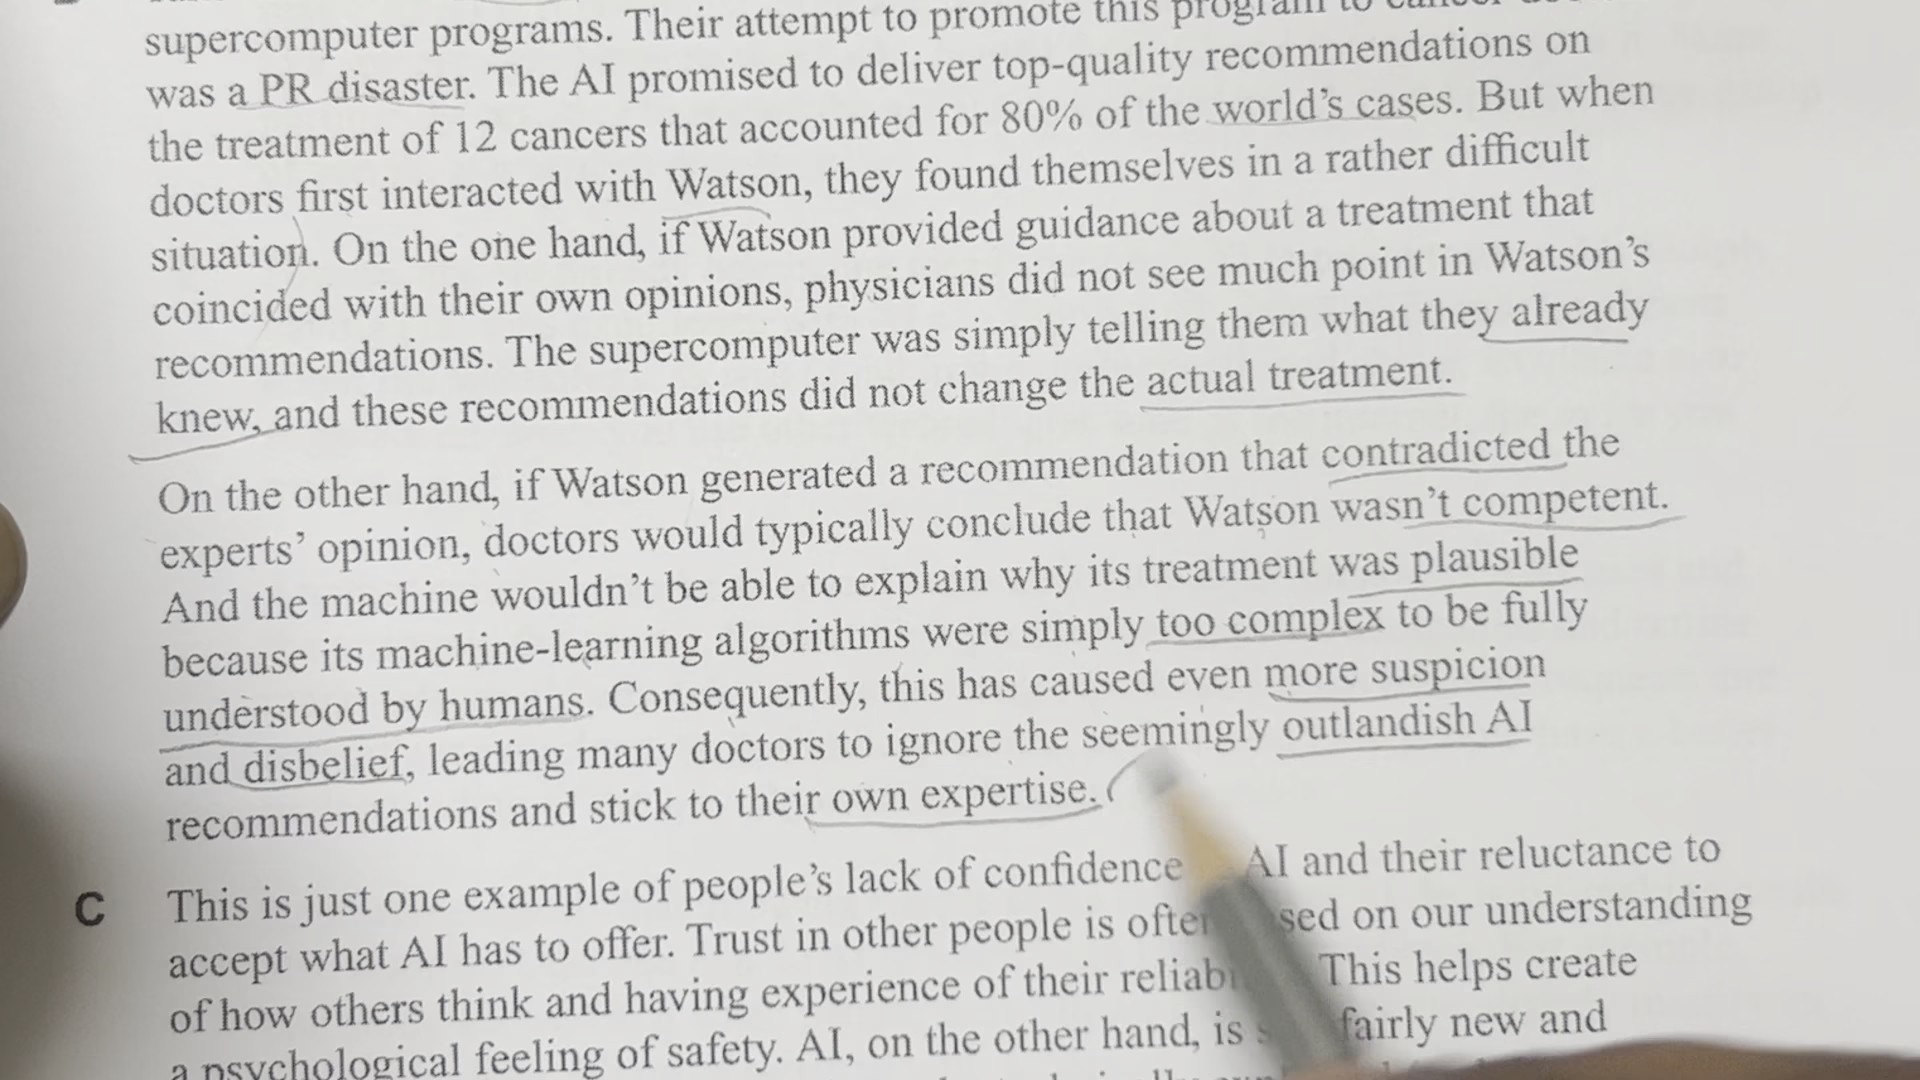 supercomputer programs. Their attempt to promote this program to cancer
was a PR disaster. The AI promised to deliver top-quality recommendations on
the treatment of 12 cancers that accounted for 80% of the world's cases. But when
doctors first interacted with Watson, they found themselves in a rather difficult
situation. On the one hand, if Watson provided guidance about a treatment that
coincided with their own opinions, physicians did not see much point in Watson's
recommendations. The supercomputer was simply telling them what they already
knew, and these recommendations did not change the actual treatment.
On the other hand, if Watson generated a recommendation that contradicted the
experts' opinion, doctors would typically conclude that Watson wasn't competent.
And the machine wouldn't be able to explain why its treatment was plausible
because its machine-learning algorithms were simply too complex to be fully
understood by humans. Consequently, this has caused even more suspicion
and disbelief, leading many doctors to ignore the seemingly outlandish AI
recommendations and stick to their own expertise.
C This is just one example of people's lack of confidence AI and their reluctance to
accept what AI has to offer. Trust in other people is often on our understanding
of how others think and having experience of their This helps create
a psychological feeling of safety. AI, on the other hand, is fairly new and